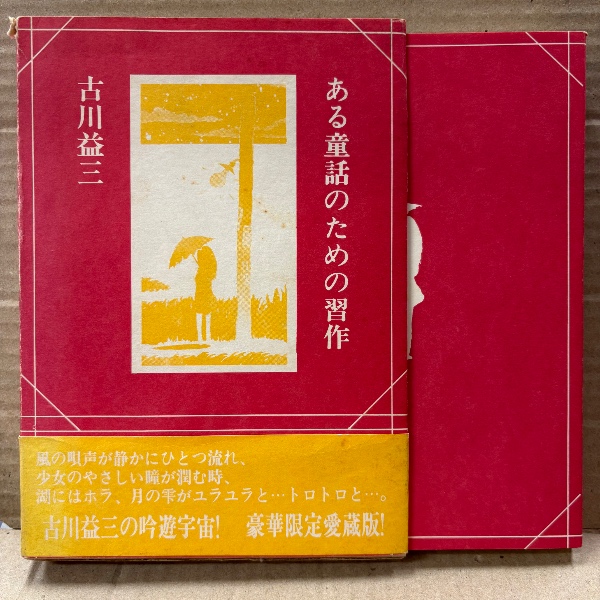 ある童話のための習作
古川益三
風の唄声が静かにひとつ流れ、
少女のやさしい瞳が潤む時、
湖にはホラ、月の雫がユラユラと…トロトロと…。
古川益三の吟遊宇宙! 豪華限定愛蔵版!